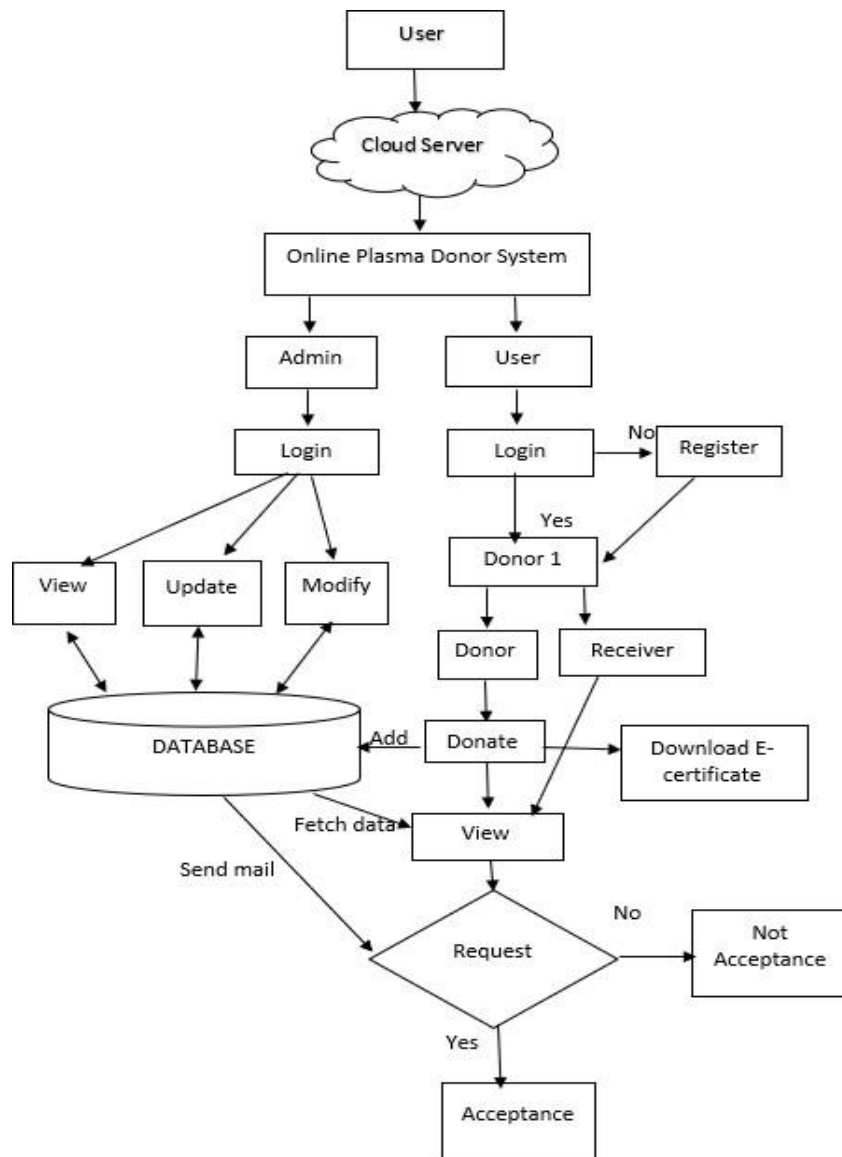 User
Cloud Server
Online Plasma Donor System
Admin
User
Login
Login
No
Register
Yes
Donor 1
View
Update
Modify
Donor
Receiver
DATABASE
Add
Donate
Download E-
certificate
Fetch data
View
Send mail
Request
No
Not
Acceptance
Yes
Acceptance